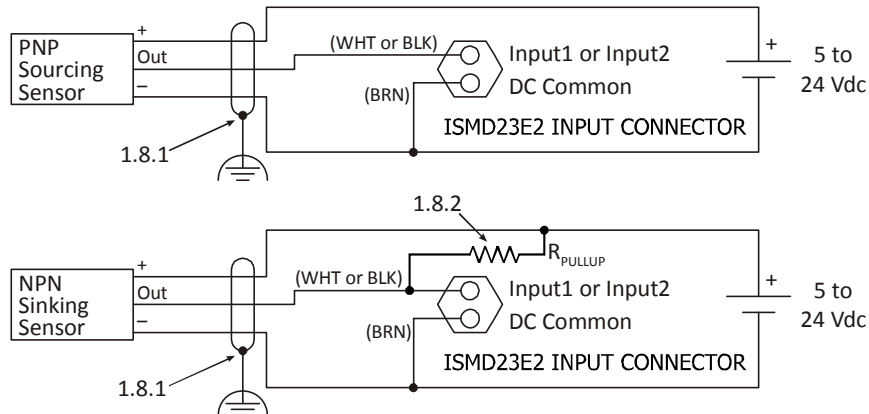 PNP
Sourcing
Sensor
+
Out
–
(WHT or BLK)
(BRN)
Input1 or Input2
DC Common
ISMD23E2 INPUT CONNECTOR
+
5 to
24 Vdc
1.8.1
1.8.2
NPN
Sinking
Sensor
+
Out
–
(WHT or BLK)
(BRN)
RPULLUP
Input1 or Input2
DC Common
ISMD23E2 INPUT CONNECTOR
+
5 to
24 Vdc
1.8.1